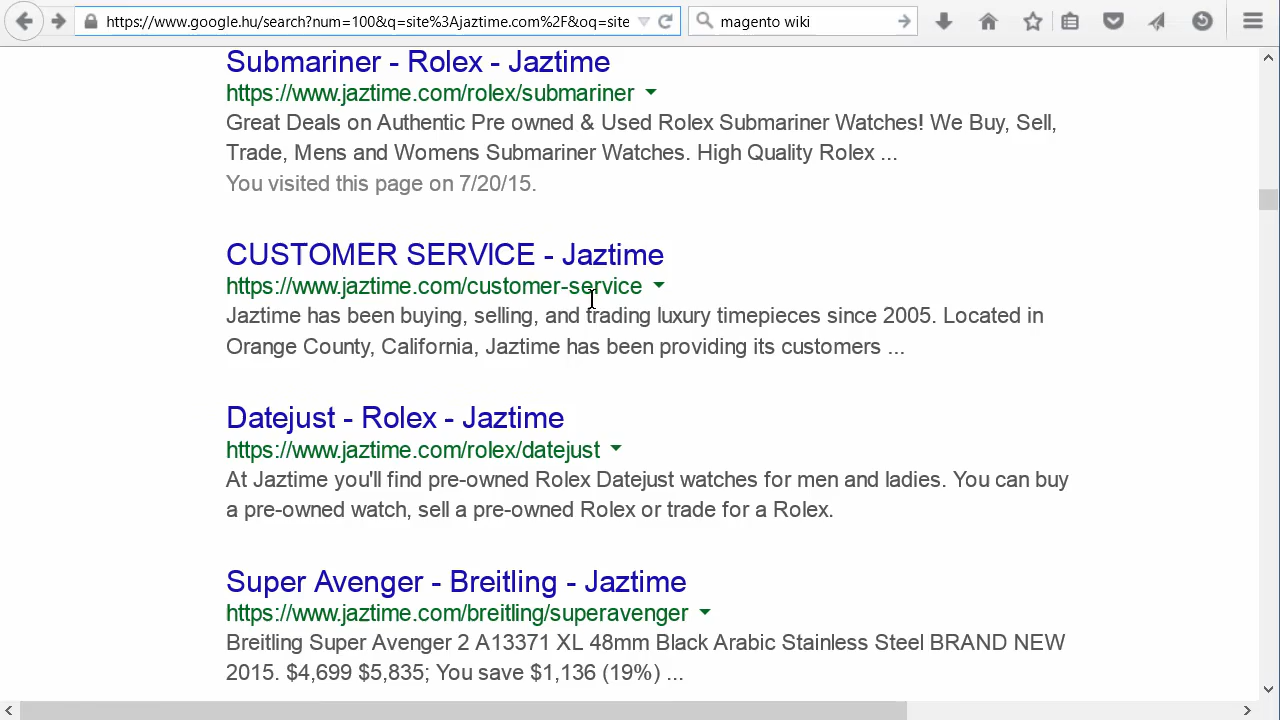 https://www.google.hu/search?num=100&q=site%3Ajaztime.com%2F&oq=site
magento wiki
Submariner - Rolex - Jaztime
https://www.jaztime.com/rolex/submariner
Great Deals on Authentic Pre owned & Used Rolex Submariner Watches! We Buy, Sell,
Trade, Mens and Womens Submariner Watches. High Quality Rolex ...
You visited this page on 7/20/15.
CUSTOMER SERVICE - Jaztime
https://www.jaztime.com/customer-service
Jaztime has been buying, selling, and trading luxury timepieces since 2005. Located in
Orange County, California, Jaztime has been providing its customers ...
Datejust - Rolex - Jaztime
https://www.jaztime.com/rolex/datejust
At Jaztime you'll find pre-owned Rolex Datejust watches for men and ladies. You can buy
a pre-owned watch, sell a pre-owned Rolex or trade for a Rolex.
Super Avenger - Breitling - Jaztime
https://www.jaztime.com/breitling/superavenger
Breitling Super Avenger 2 A13371 XL 48mm Black Arabic Stainless Steel BRAND NEW
2015. $4,699 $5,835; You save $1,136 (19%) ...